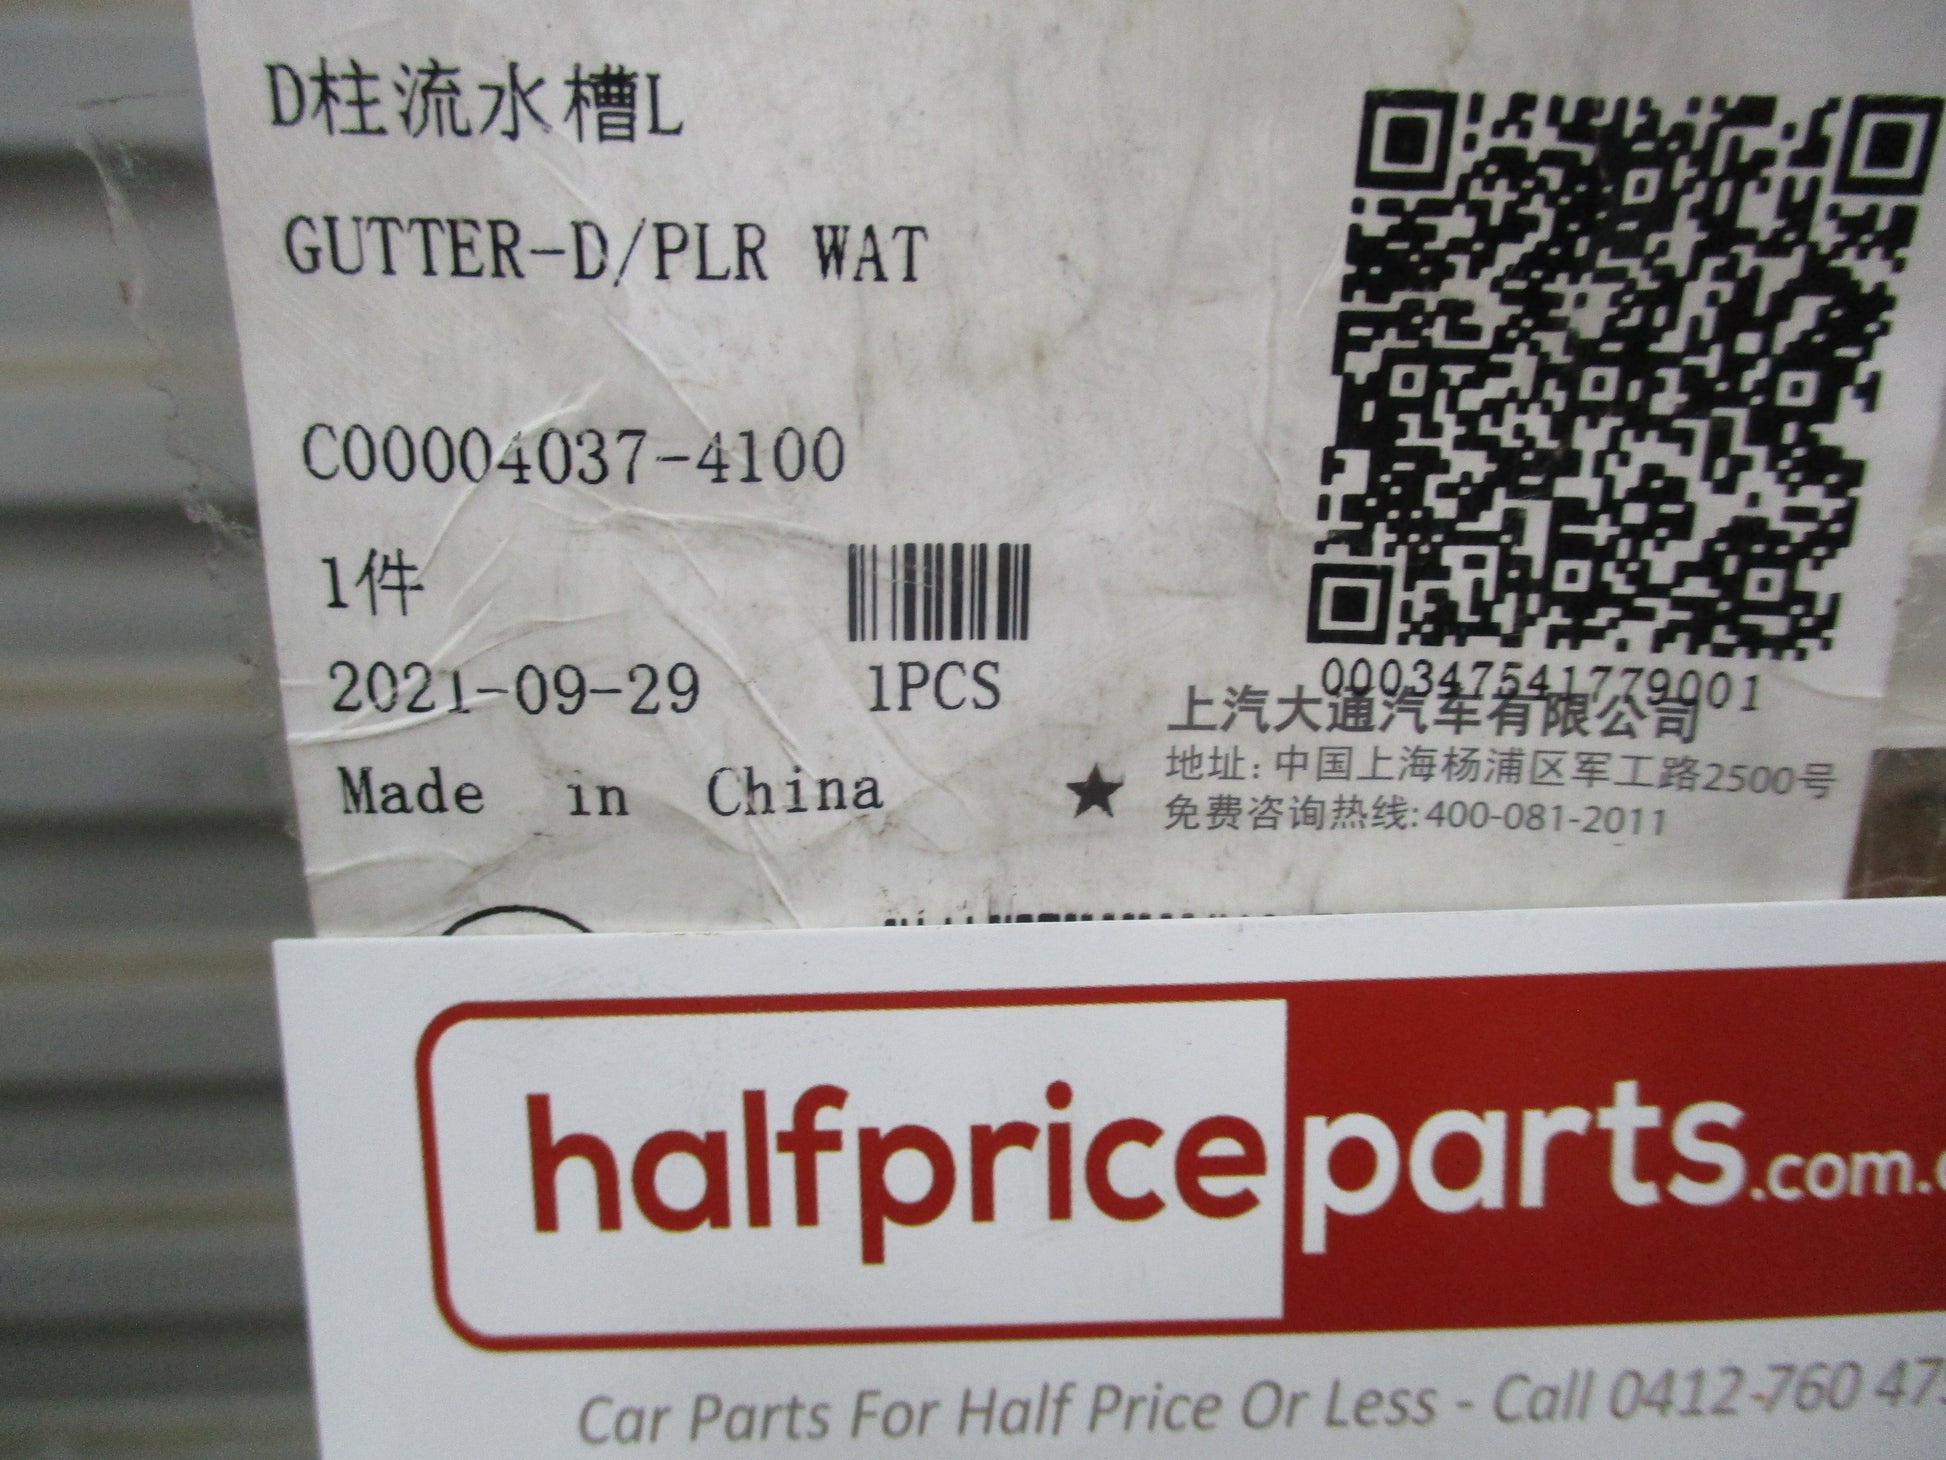 D柱流水槽L
GUTTER-D/PLR WAT
C00004037-4100
1件
2021-09-29
1PCS
Made in China
000347541779001
上汽大通汽车有限公司
地址: 中国上海杨浦区军工路2500号
免费咨询热线:400-081-2011
★
halfpriceparts.com.
Car Parts For Half Price Or Less - Call 0412-760 47